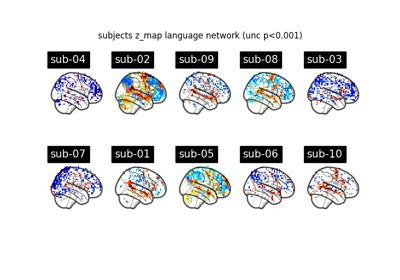 subjects z_map language network (unc p<0.001)
sub-04 sub-02 sub-09 sub-08 sub-03
sub-07 sub-01 sub-05 sub-06 sub-10